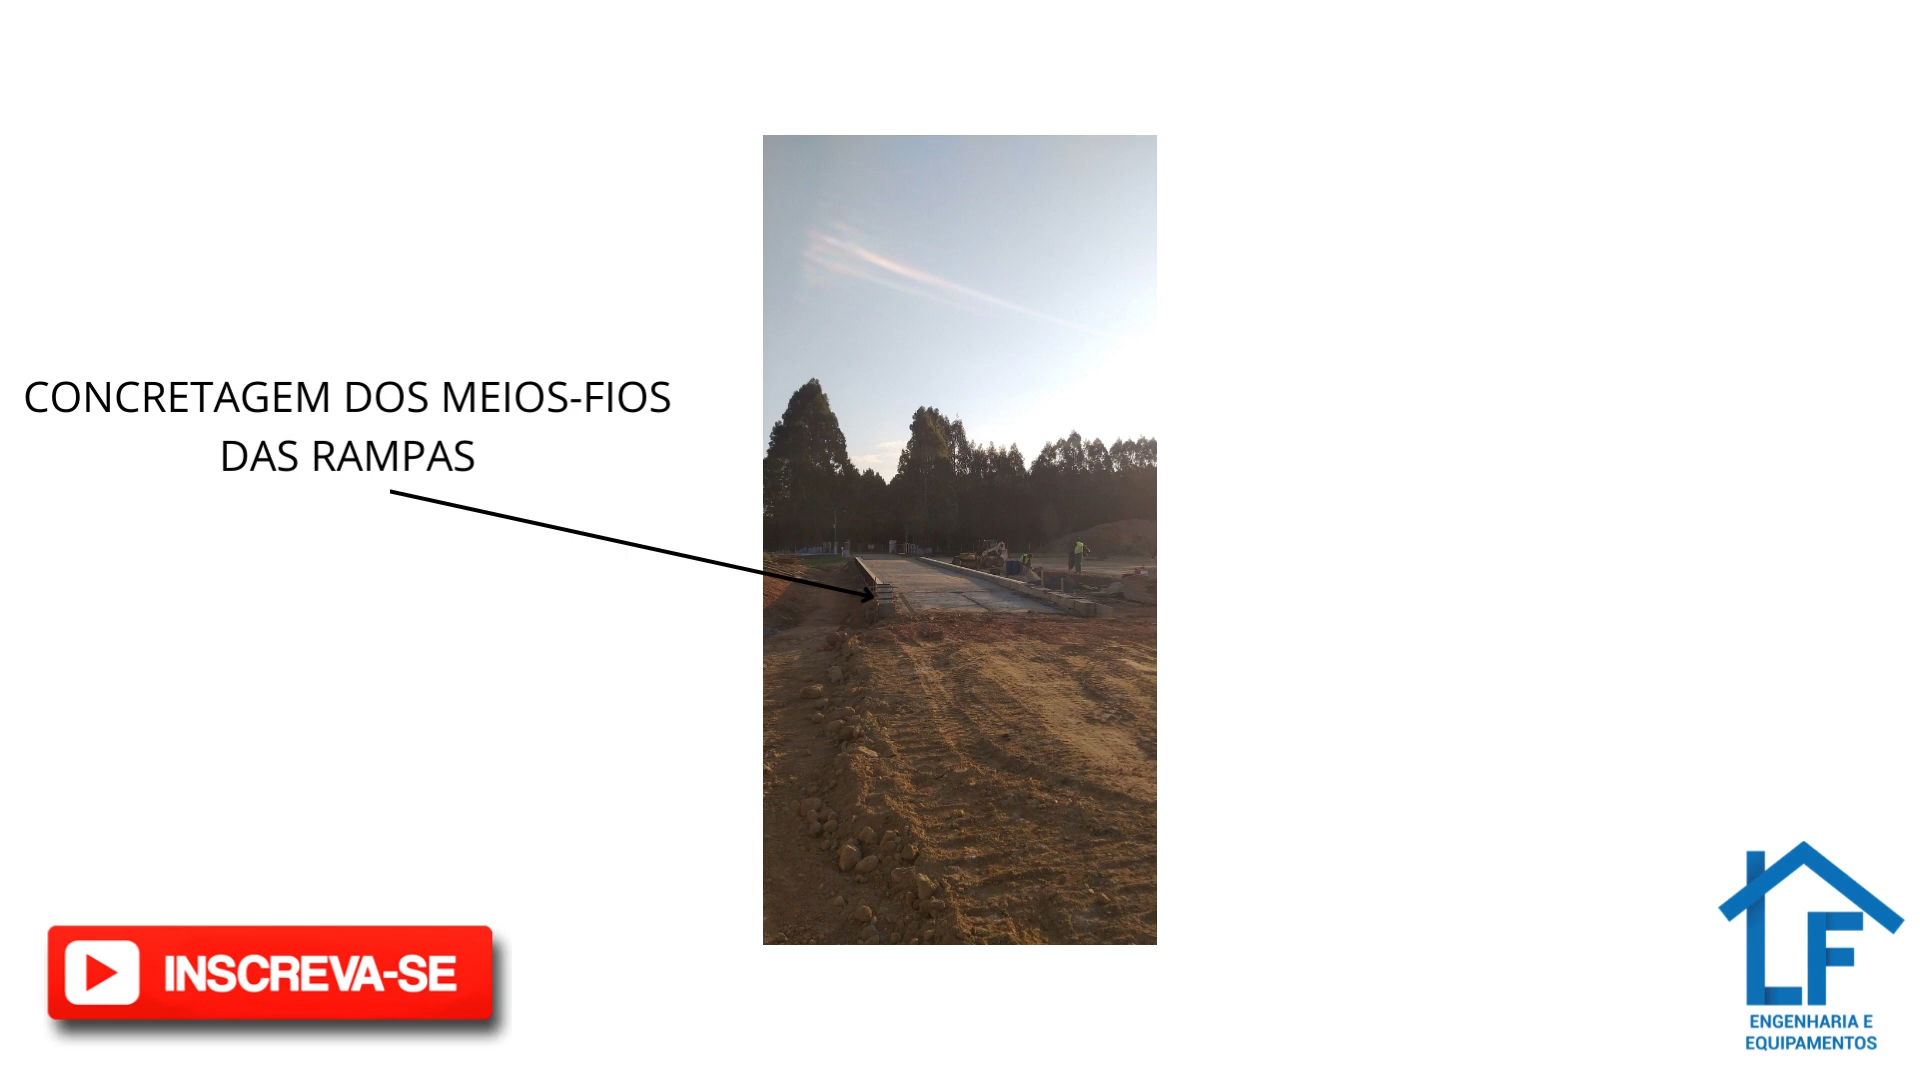 CONCRETAGEM DOS MEIOS-FIOS
DAS RAMPAS
INSCREVA-SE
LF
ENGENHARIA E
EQUIPAMENTOS